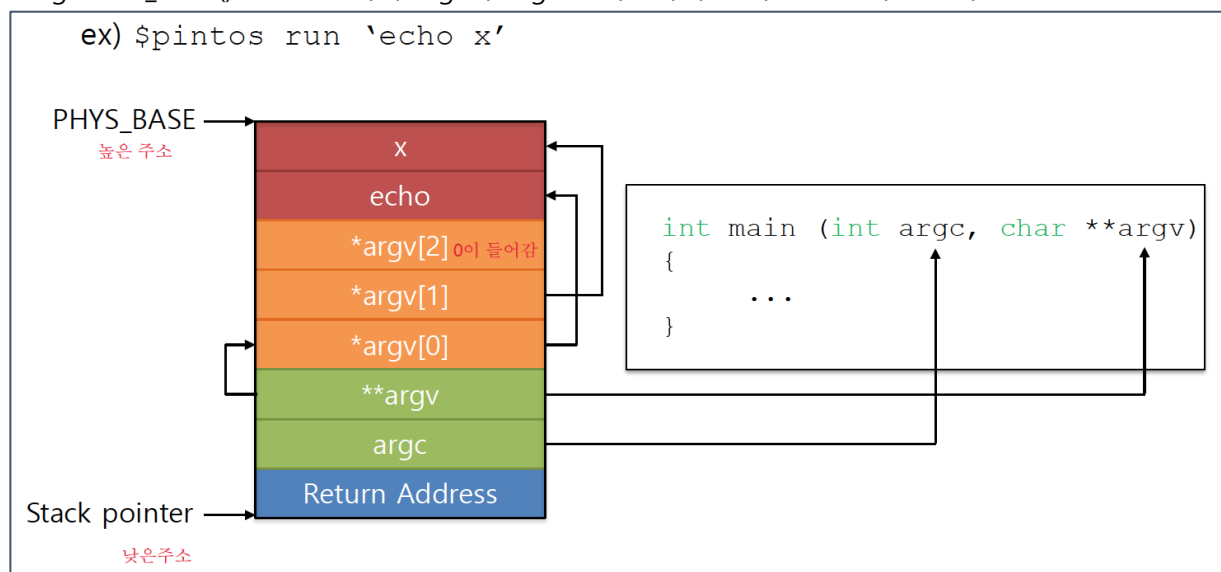 ex) $pintos run ‘echo x’
PHYS_BASE
높은 주소
x
echo
*argv[2] 0이 들어감
*argv[1]
*argv[0]
**argv
argc
Return Address
Stack pointer
낮은주소
int main (int argc, char **argv)
{
...
}